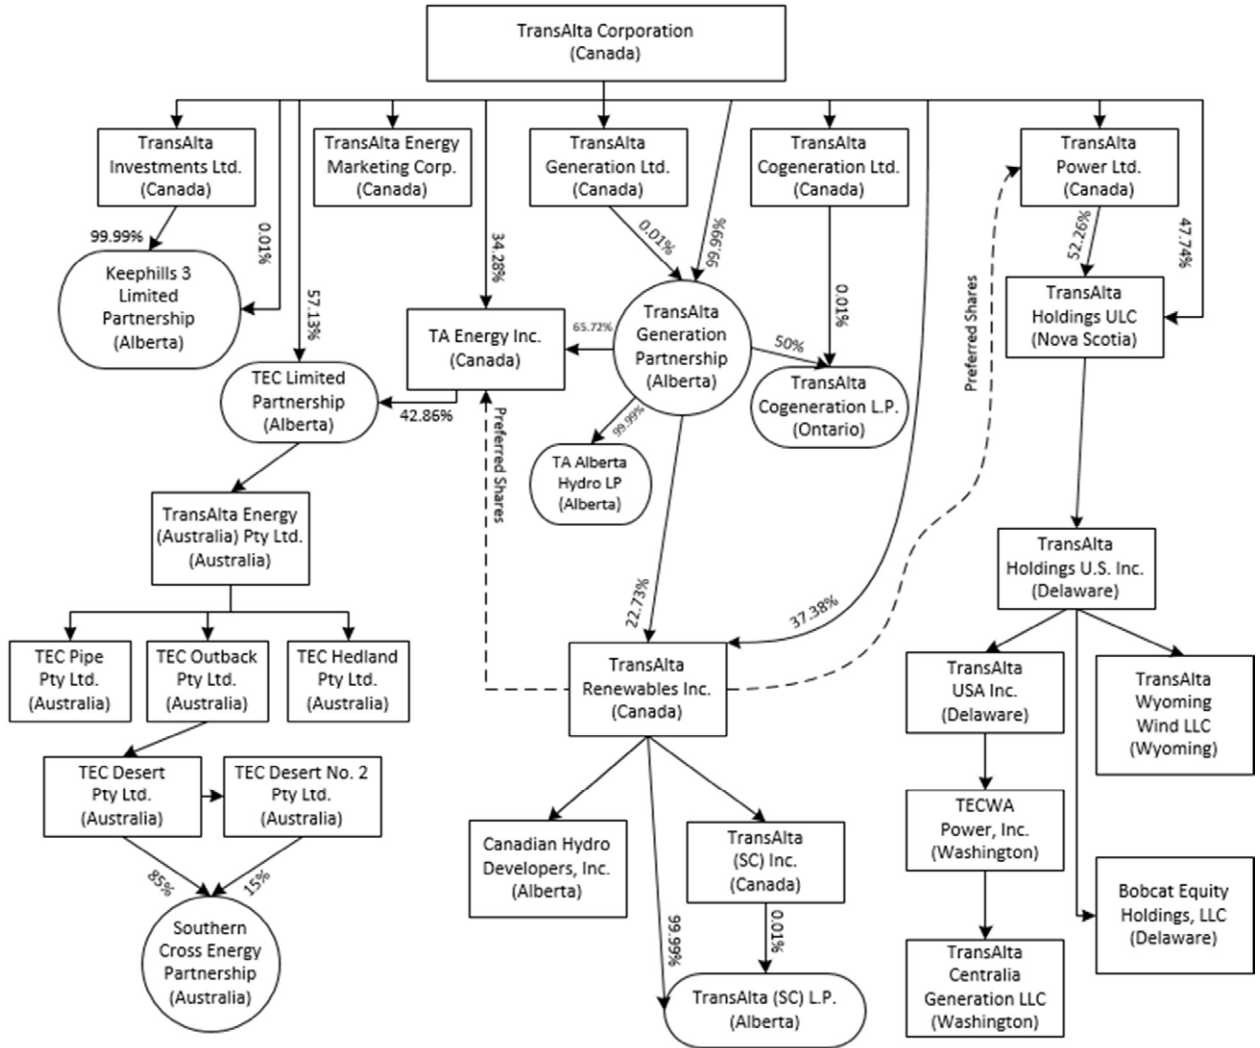 TransAlta Corporation
(Canada)
TransAlta
Investments Ltd.
(Canada)
TransAlta Energy
Marketing Corp.
(Canada)
TransAlta
Generation Ltd.
(Canada)
TransAlta
Cogeneration Ltd.
(Canada)
TransAlta
Power Ltd.
(Canada)
99.99%
0.01%
57.13%
34.28%
0.01%
99.99%
0.01%
52.26%
47.74%
Keephills 3
Limited
Partnership
(Alberta)
TA Energy Inc.
(Canada)
65.72%
TransAlta
Generation
Partnership
(Alberta)
50%
TransAlta
Holdings ULC
(Nova Scotia)
TEC Limited
Partnership
(Alberta)
42.86%
Preferred Shares
99.99%
TransAlta
Cogeneration L.P.
(Ontario)
Preferred Shares
TA Alberta
Hydro LP
(Alberta)
TransAlta Energy
(Australia) Pty Ltd.
(Australia)
22.73%
37.38%
TransAlta
Holdings U.S. Inc.
(Delaware)
TEC Pipe
Pty Ltd.
(Australia)
TEC Outback
Pty Ltd.
(Australia)
TEC Hedland
Pty Ltd.
(Australia)
TransAlta
Renewables Inc.
(Canada)
TransAlta
USA Inc.
(Delaware)
TransAlta
Wyoming
Wind LLC
(Wyoming)
TEC Desert
Pty Ltd.
(Australia)
TEC Desert No. 2
Pty Ltd.
(Australia)
85%
15%
Southern
Cross Energy
Partnership
(Australia)
Canadian Hydro
Developers, Inc.
(Alberta)
TransAlta
(SC) Inc.
(Canada)
99.99%
0.01%
TransAlta (SC) L.P.
(Alberta)
TECWA
Power, Inc.
(Washington)
Bobcat Equity
Holdings, LLC
(Delaware)
TransAlta
Centralia
Generation LLC
(Washington)